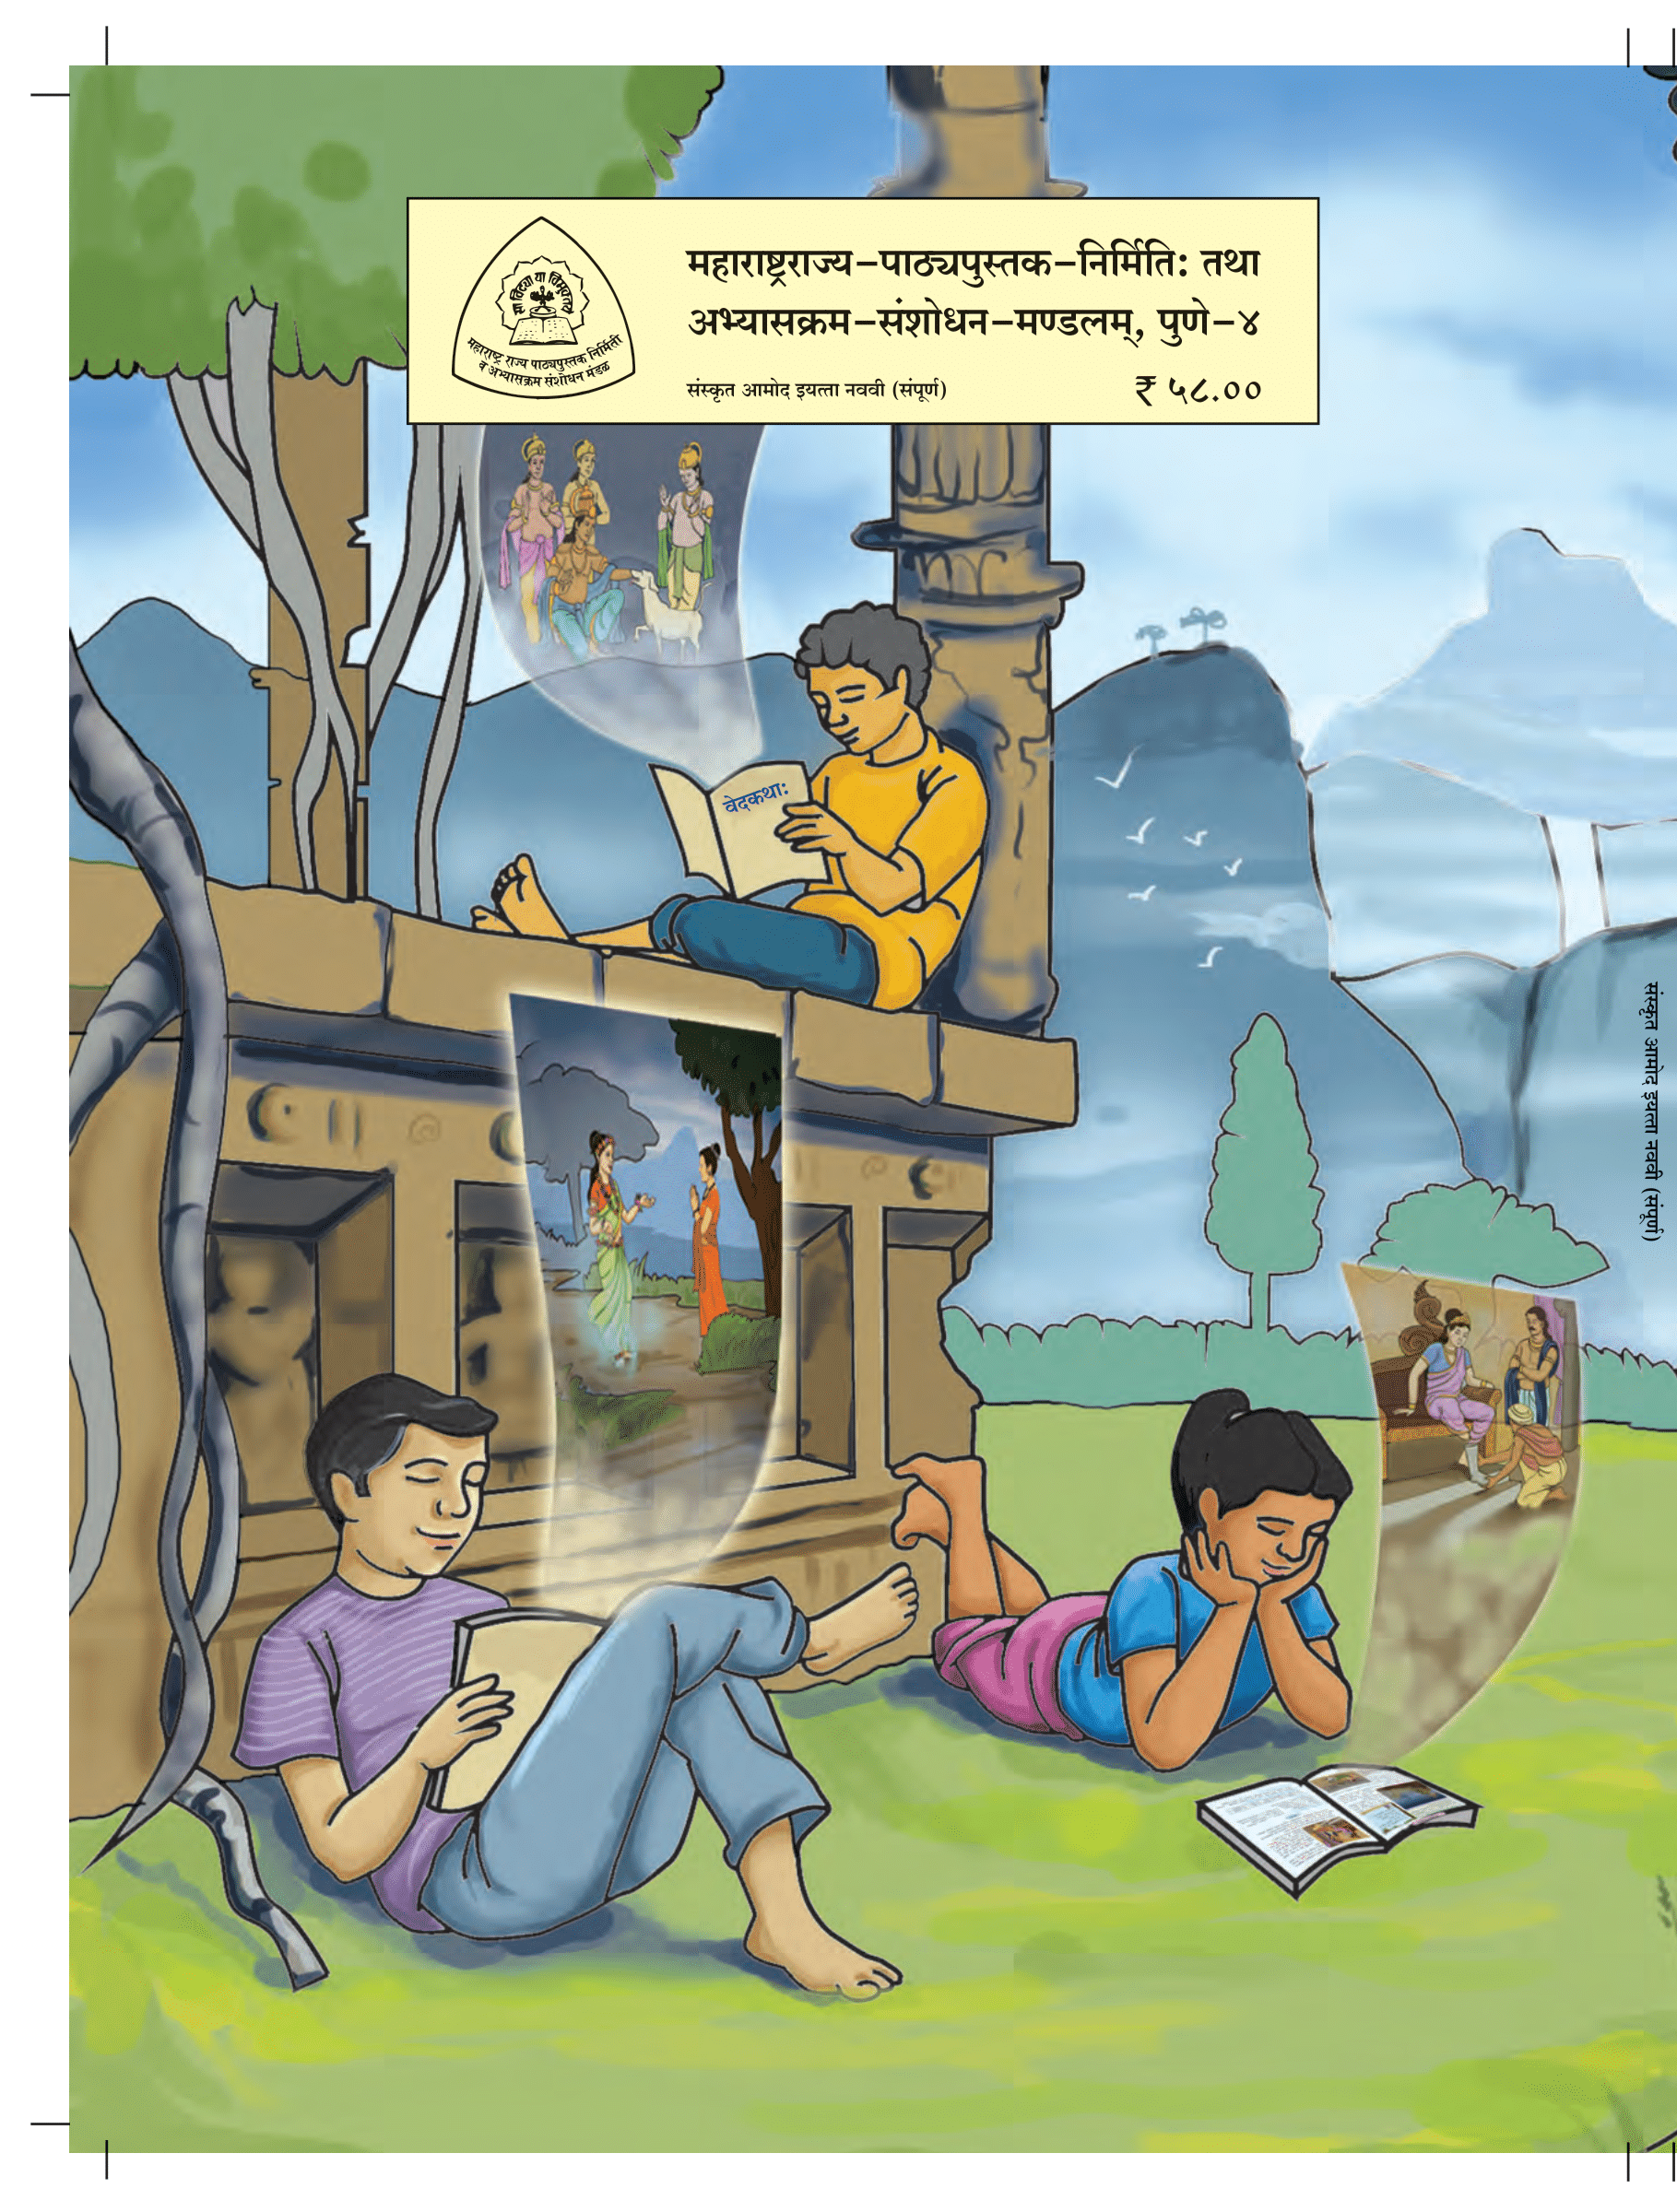 महाराष्ट्रराज्य-पाठ्यपुस्तक-निर्मितिः तथा
अभ्यासक्रम-संशोधन-मण्डलम्, पुणे-४
संस्कृत आमोद इयत्ता नववी (संपूर्ण)
₹ ५८.००
सा विद्या या विमुक्तये
महाराष्ट्र राज्य पाठ्यपुस्तक निर्मिती
व अभ्यासक्रम संशोधन मंडळ
वेदकथाः
संस्कृत आमोद इयत्ता नववी (संपूर्ण)